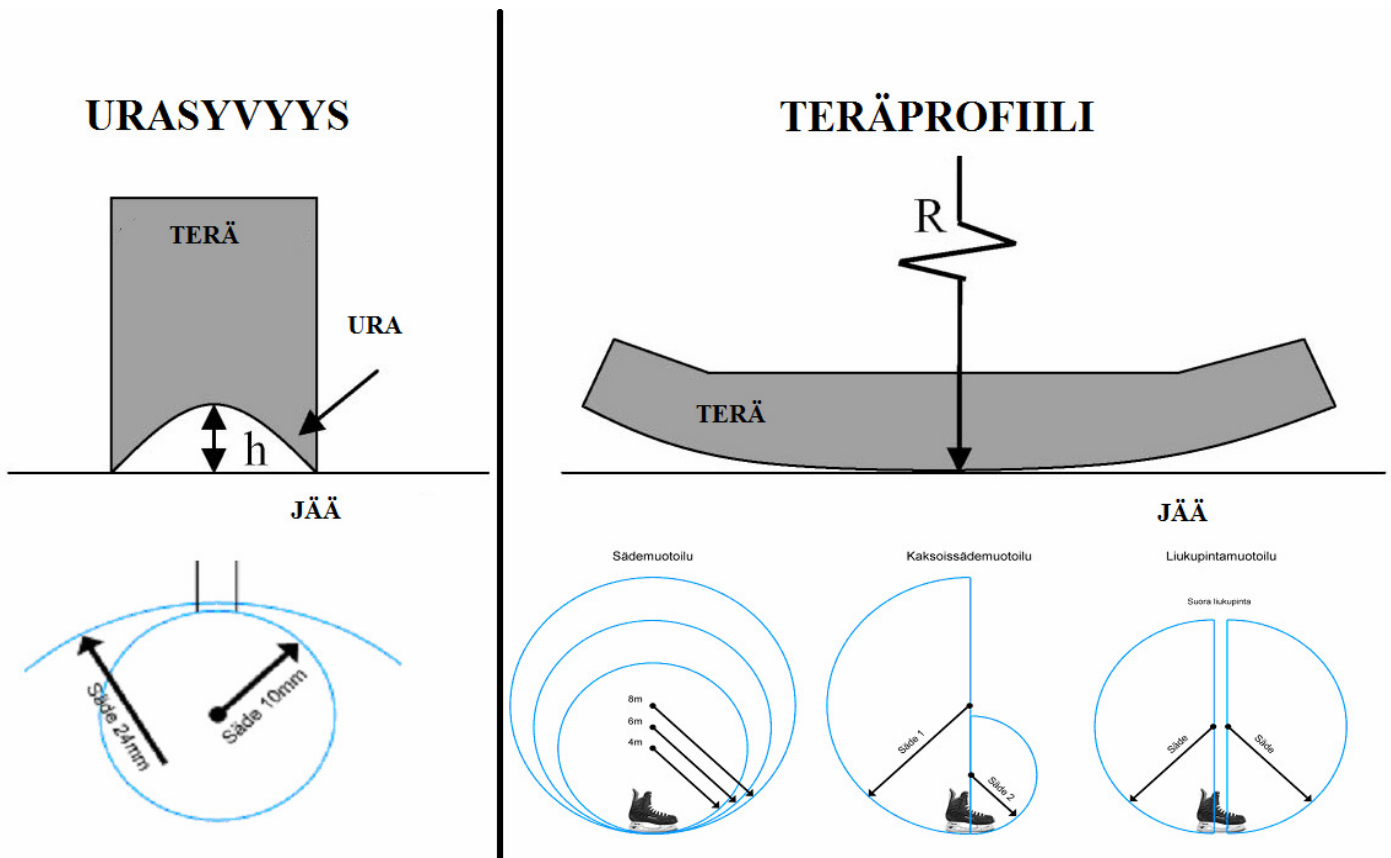 URASYVYYS
TERÄ
URA
h
JÄÄ
Säde 24mm
Säde 10mm
TERÄPROFIILI
R
TERÄ
JÄÄ
Sädemuotoilu
8m
6m
4m
Kaksoissädemuotoilu
Säde 1
Säde 2
Liukupintamuotoilu
Suora liukupinta
Säde
Säde